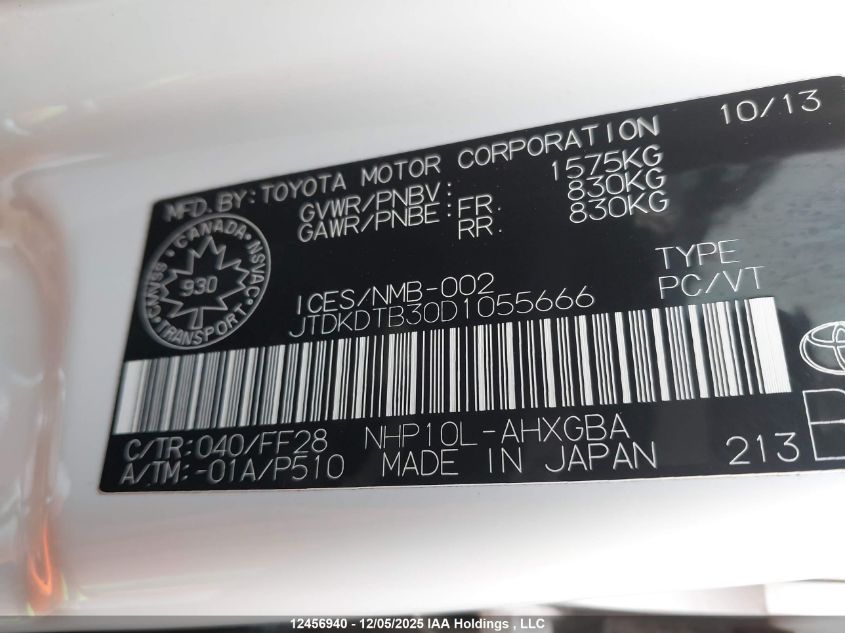 10/13
MFD.BY: TOYOTA MOTOR CORPORATION
GVWR/PNBV: 1575KG
GAWR/PNBE: FR. 830KG
RR. 830KG
CANADA
930
NSVAC
TRANSPORT
CMVSS
ICES/NMB-002
TYPE
JTDKDTB30D1055666
PC/VT
C/TR: 040/FF28 NHP10L-AHXGBA
A/TM: -01A/P510 MADE IN JAPAN 213
12456940 - 12/05/2025 IAA Holdings , LLC